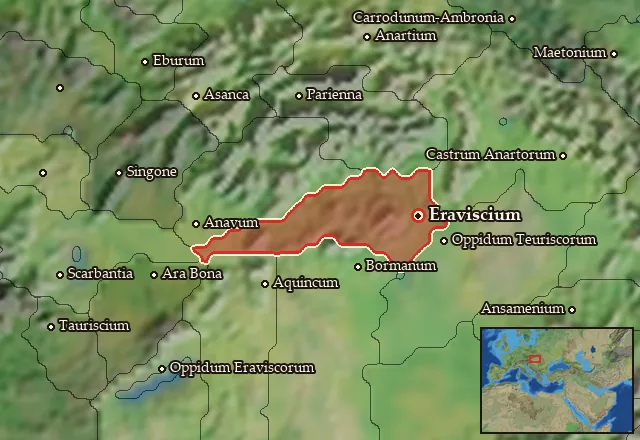 Carrodunum-Ambronia
Anartium
Maetonium
Eburum
Asanca
Parienna
Castrum Anartorum
Singone
Anavum
Eraviscium
Oppidum Teuriscorum
Scarbantia
Ara Bona
Bormanum
Aquincum
Ansamenium
Tauriscium
Oppidum Eraviscorum